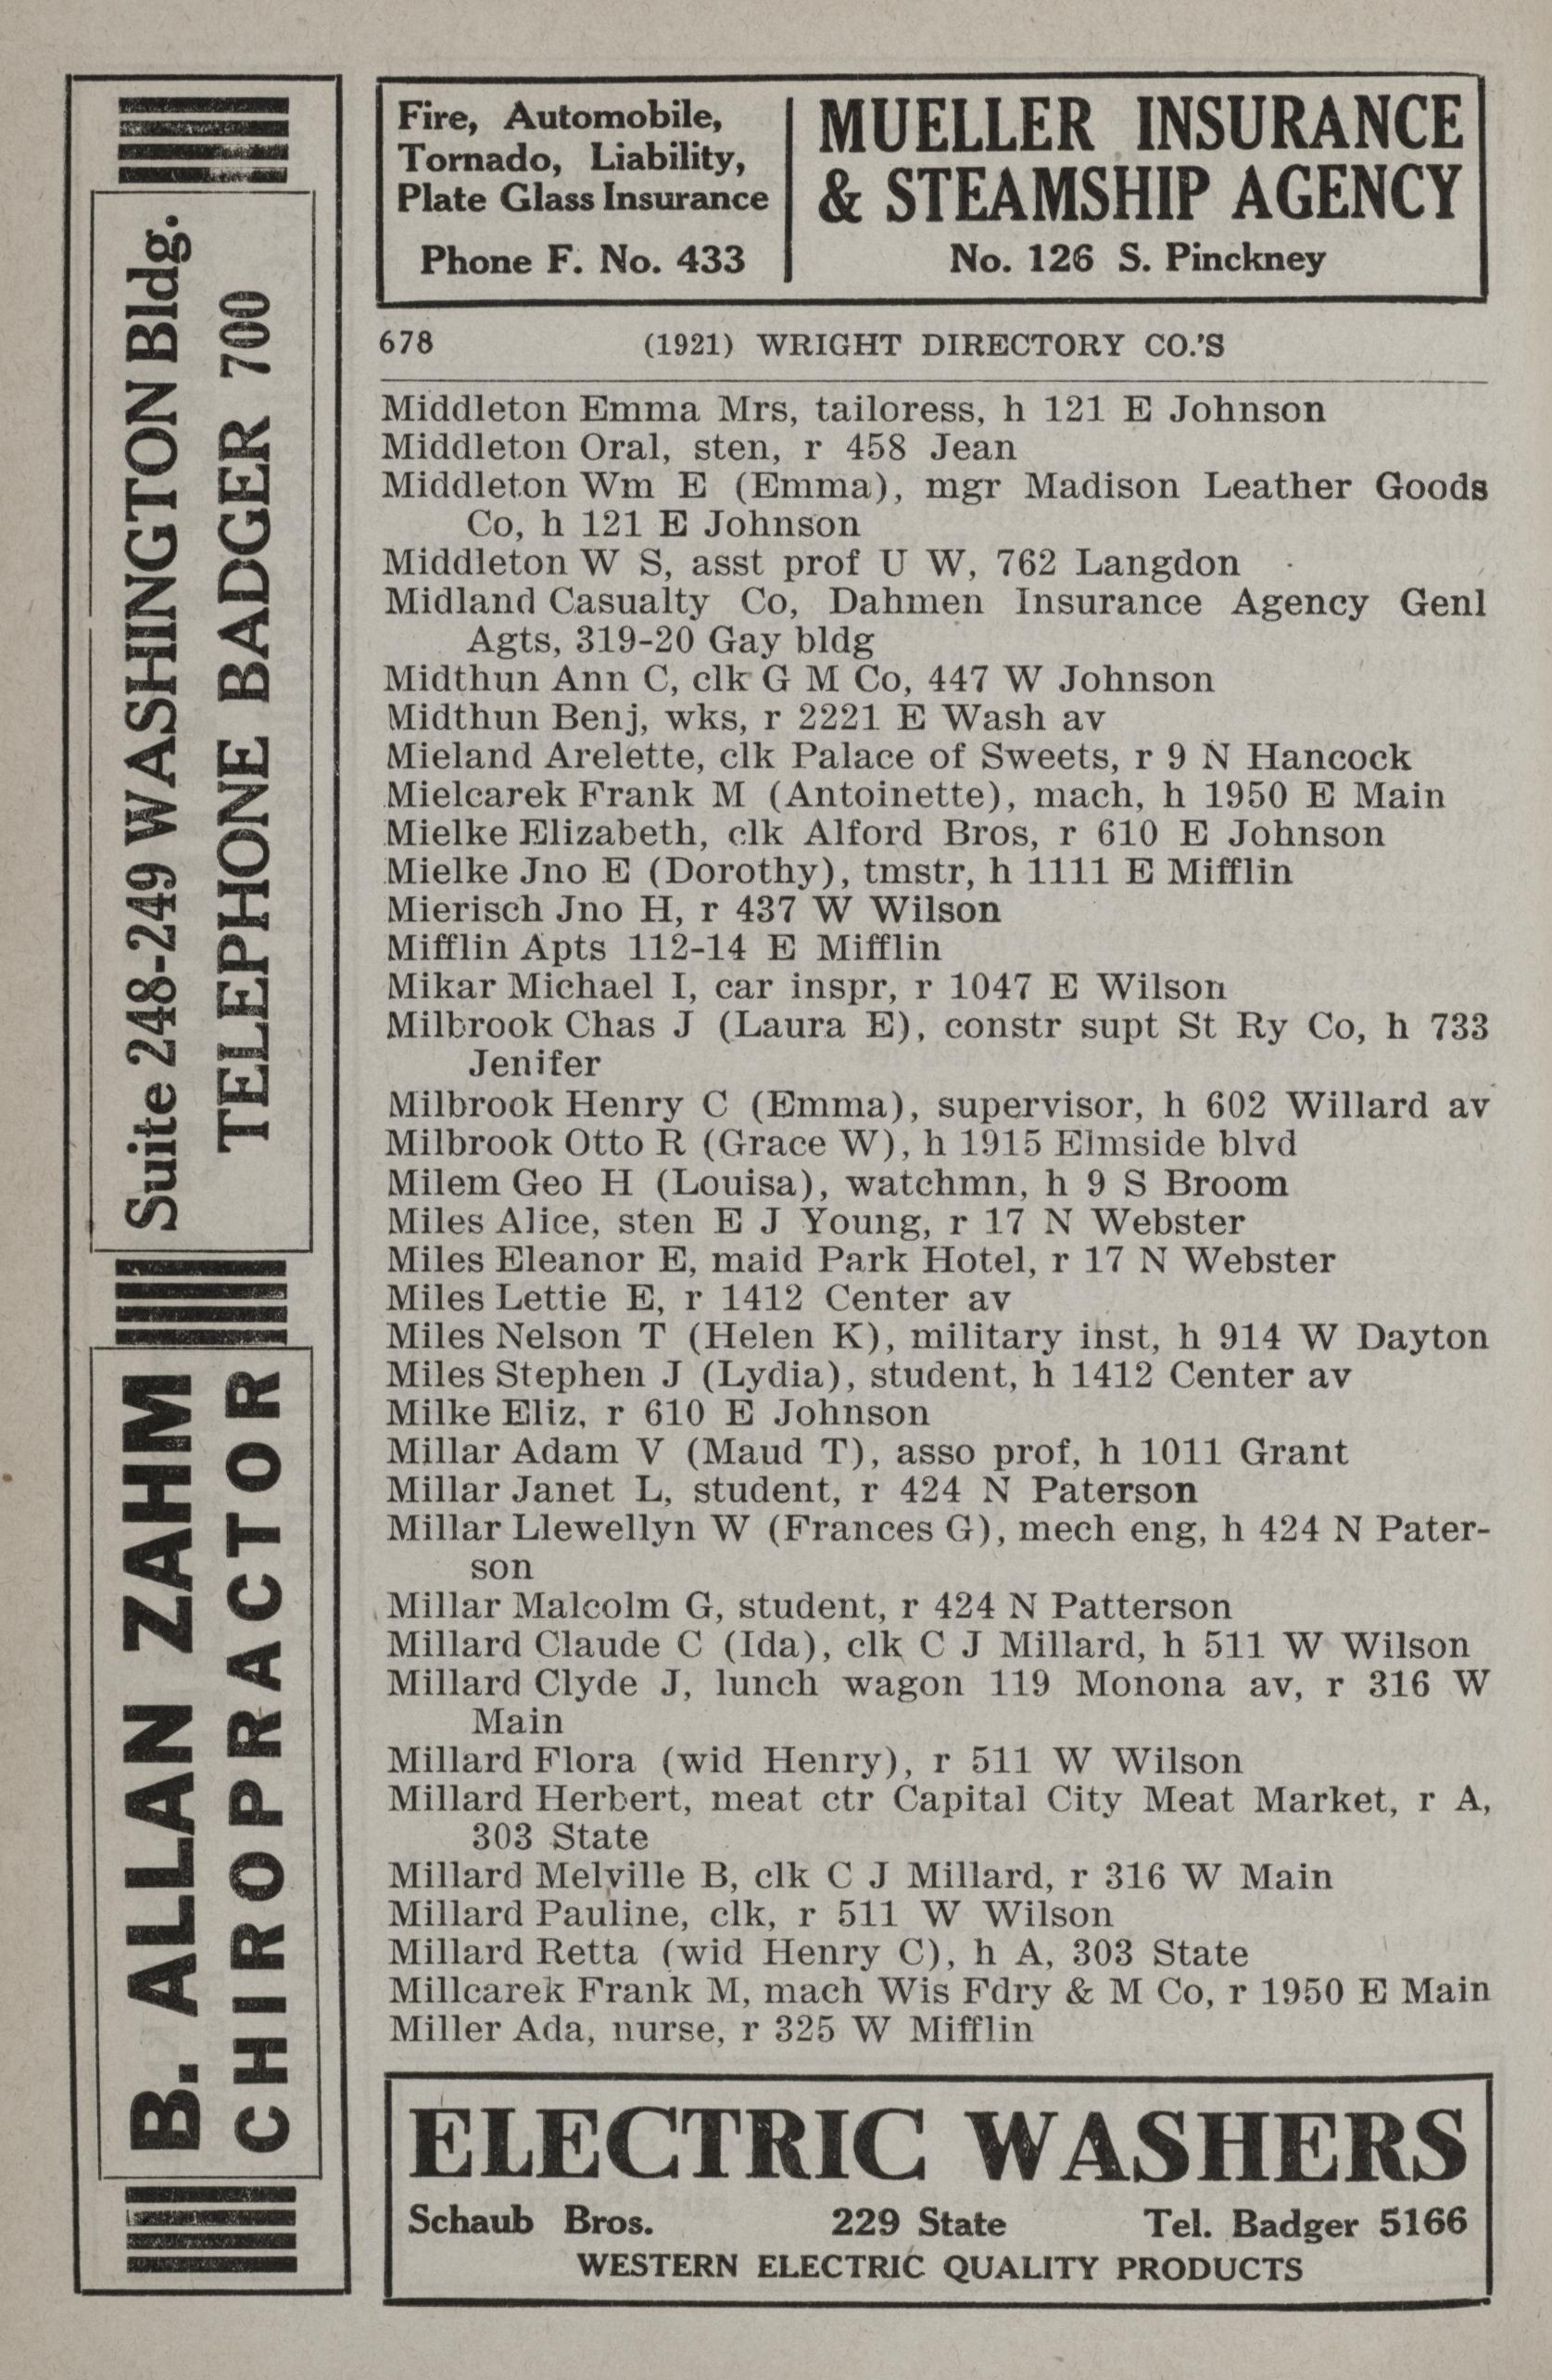 Fire, Automobile,
Tornado, Liability,
Plate Glass Insurance
Phone F. No. 433
MUELLER INSURANCE
& STEAMSHIP AGENCY
No. 126 S. Pinckney
678 (1921) WRIGHT DIRECTORY CO.'S
Middleton Emma Mrs, tailoress, h 121 E Johnson
Middleton Oral, sten, r 458 Jean
Middleton Wm E (Emma), mgr Madison Leather Goods
Co, h 121 E Johnson
Middleton W S, asst prof U W, 762 Langdon
Midland Casualty Co, Dahmen Insurance Agency Genl
Agts, 319-20 Gay bldg
Midthun Ann C, clk G M Co, 447 W Johnson
Midthun Benj, wks, r 2221 E Wash av
Mieland Arelette, clk Palace of Sweets, r 9 N Hancock
Mielcarek Frank M (Antoinette), mach, h 1950 E Main
Mielke Elizabeth, clk Alford Bros, r 610 E Johnson
Mielke Jno E (Dorothy), tmstr, h 1111 E Mifflin
Mierisch Jno H, r 437 W Wilson
Mifflin Apts 112-14 E Mifflin
Mikar Michael I, car inspr, r 1047 E Wilson
Milbrook Chas J (Laura E), constr supt St Ry Co, h 733
Jenifer
Milbrook Henry C (Emma), supervisor, h 602 Willard av
Milbrook Otto R (Grace W), h 1915 Elmside blvd
Milem Geo H (Louisa), watchmn, h 9 S Broom
Miles Alice, sten E J Young, r 17 N Webster
Miles Eleanor E, maid Park Hotel, r 17 N Webster
Miles Lettie E, r 1412 Center av
Miles Nelson T (Helen K), military inst, h 914 W Dayton
Miles Stephen J (Lydia), student, h 1412 Center av
Milke Eliz, r 610 E Johnson
Millar Adam V (Maud T), asso prof, h 1011 Grant
Millar Janet L, student, r 424 N Paterson
Millar Llewellyn W (Frances G), mech eng, h 424 N Pater-
son
Millar Malcolm G, student, r 424 N Patterson
Millard Claude C (Ida), clk C J Millard, h 511 W Wilson
Millard Clyde J, lunch wagon 119 Monona av, r 316 W
Main
Millard Flora (wid Henry), r 511 W Wilson
Millard Herbert, meat ctr Capital City Meat Market, r A,
303 State
Millard Melville B, clk C J Millard, r 316 W Main
Millard Pauline, clk, r 511 W Wilson
Millard Retta (wid Henry C), h A, 303 State
Millcarek Frank M, mach Wis Fdry & M Co, r 1950 E Main
Miller Ada, nurse, r 325 W Mifflin
ELECTRIC WASHERS
Schaub Bros. 229 State Tel. Badger 5166
WESTERN ELECTRIC QUALITY PRODUCTS
B. ALLAN ZAHM
CHIROPRACTOR
Suite 248-249 WASHINGTON Bldg.
TELEPHONE BADGER 700